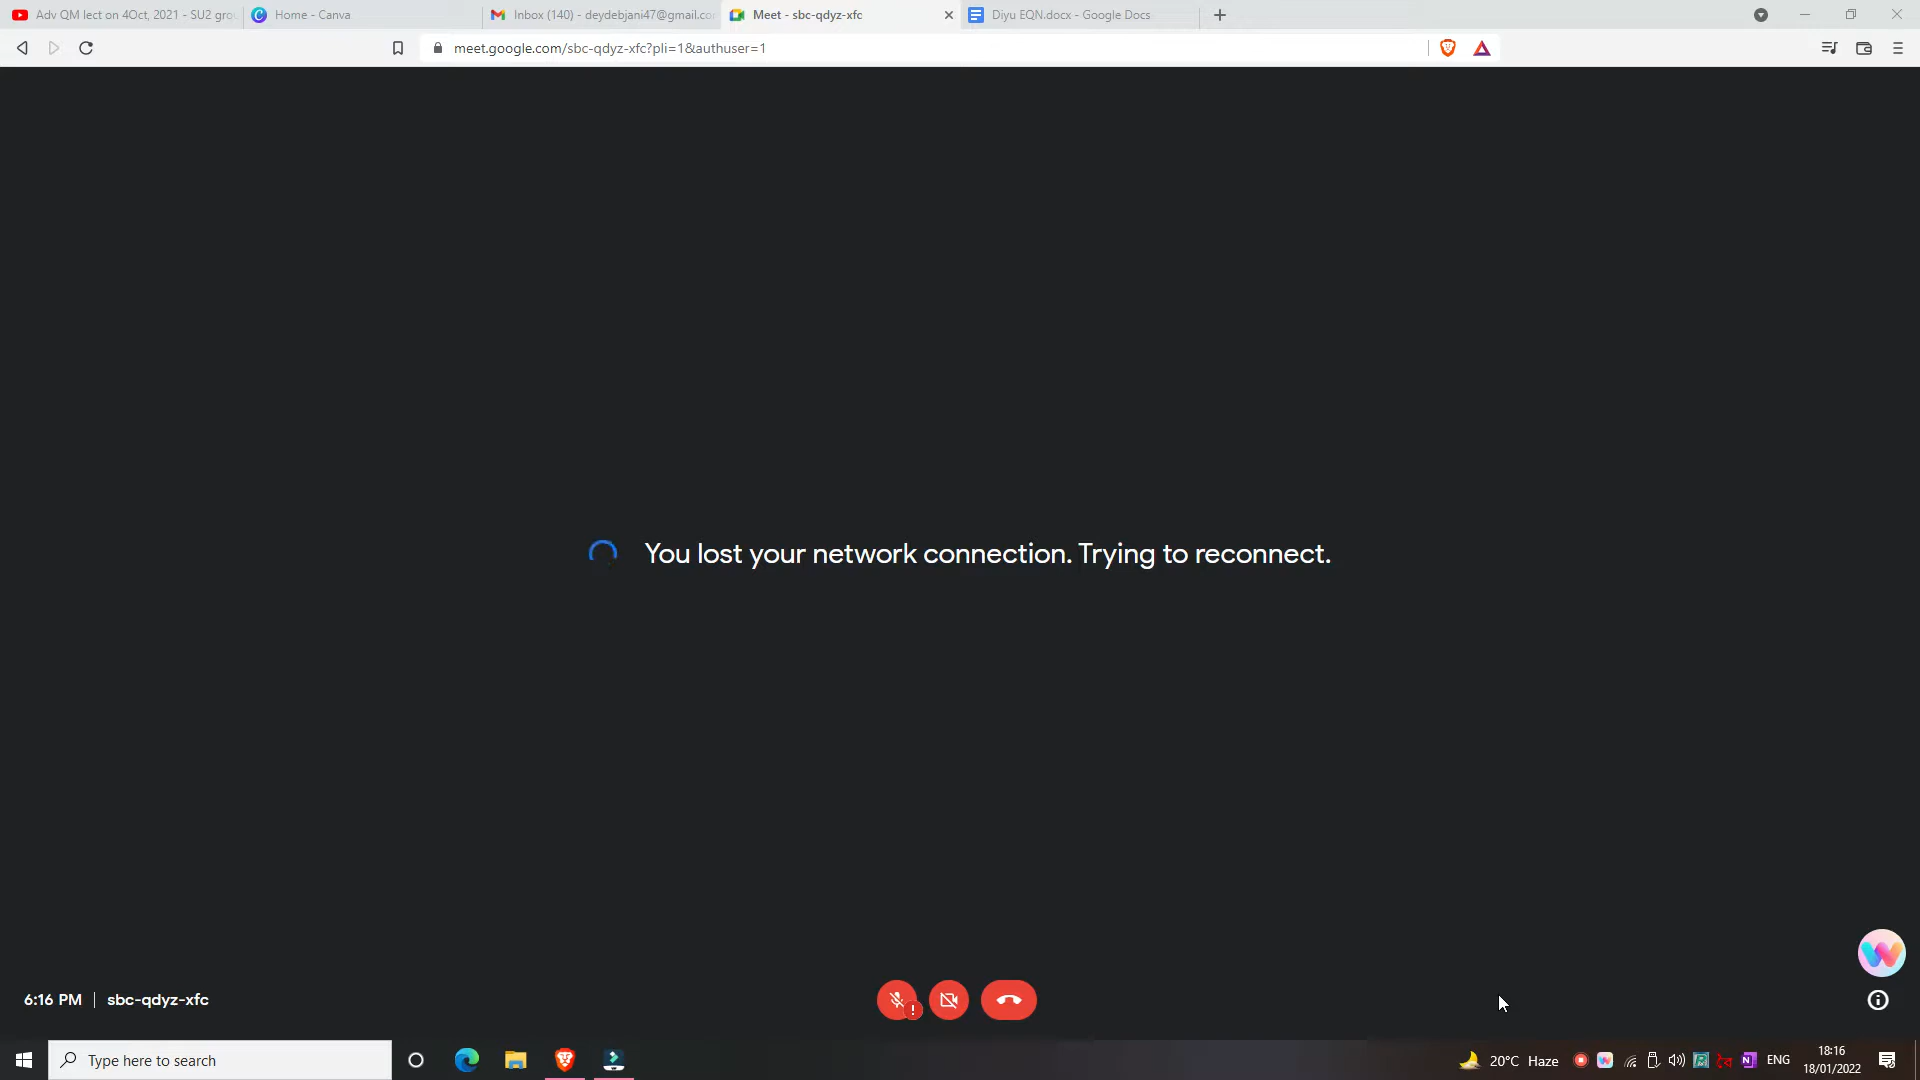 Adv QM lect on 4Oct, 2021 - SU2 gro
Home - Canva
Inbox (140) - deydebjani47@gmail.co
Meet - sbc-qdyz-xfc
Diyu EQN.docx - Google Docs
meet.google.com/sbc-qdyz-xfc?pli=1&authuser=1
You lost your network connection. Trying to reconnect.
6:16 PM | sbc-qdyz-xfc
Type here to search
20°C Haze
ENG
18:16
18/01/2022